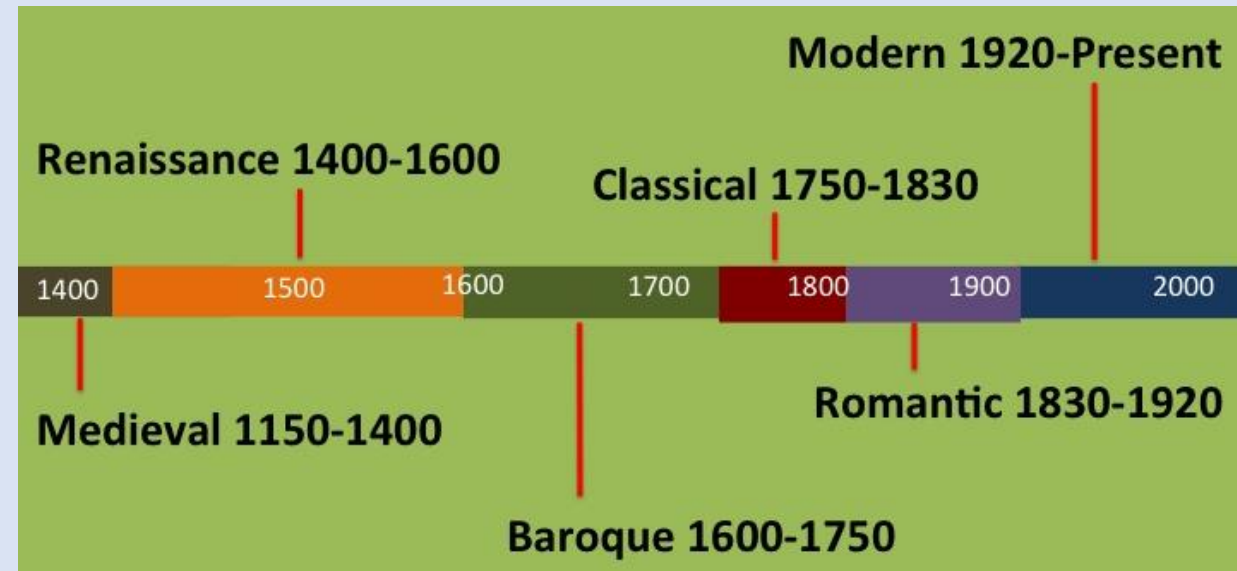 Modern 1920-Present
Renaissance 1400-1600
Classical 1750-1830
1400 1500 1600 1700 1800 1900 2000
Romantic 1830-1920
Medieval 1150-1400
Baroque 1600-1750